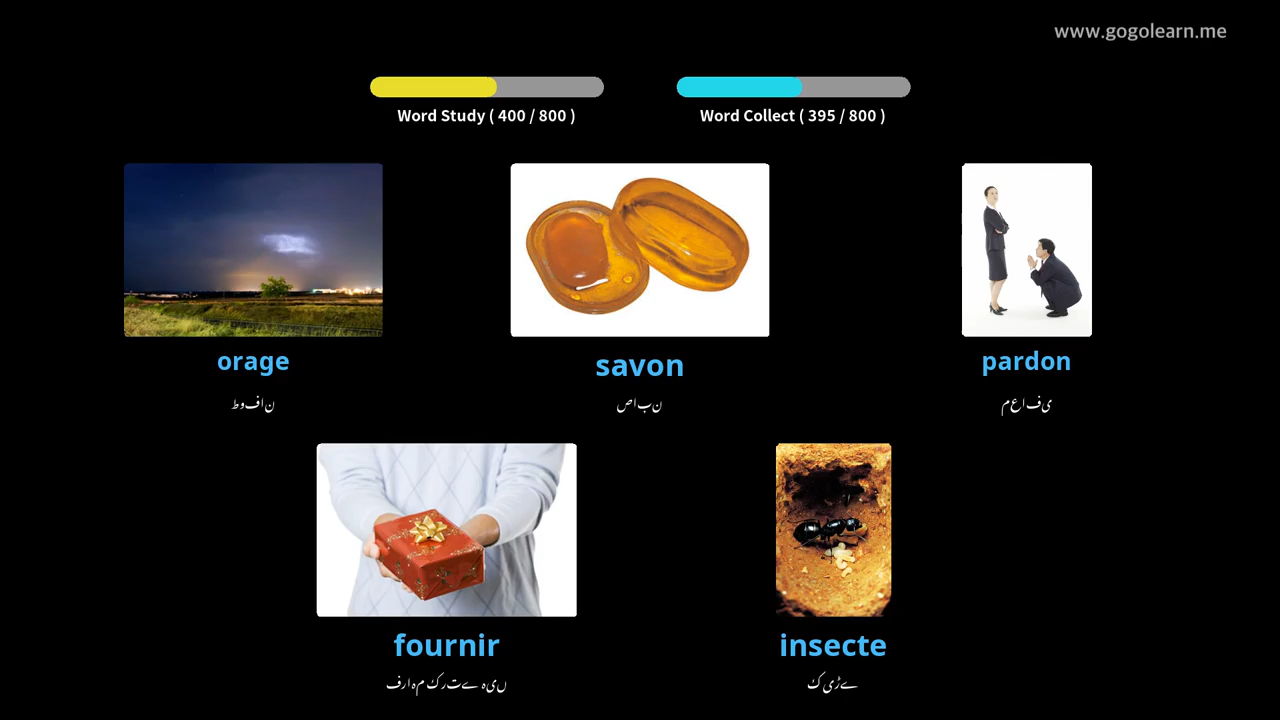 www.gogolearn.me
Word Study ( 400 / 800 )
Word Collect ( 395 / 800 )
orage
savon
pardon
طوفان
صابن
معافی
fournir
insecte
فراہم کرتے ہیں
کیڑے